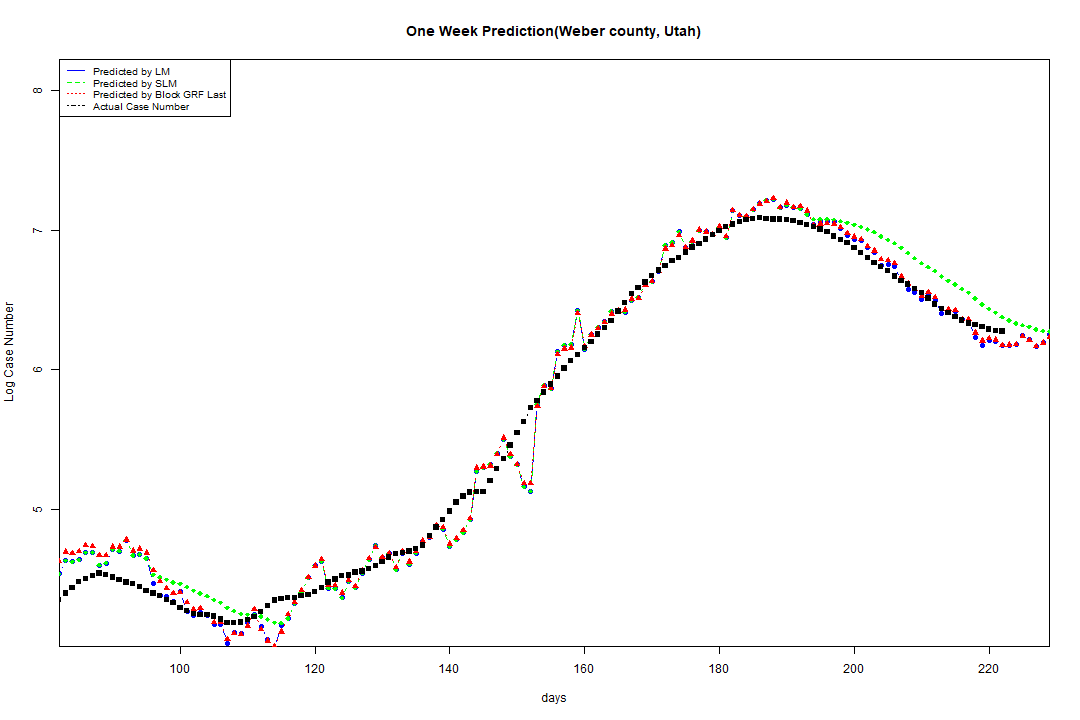 One Week Prediction(Weber county, Utah)
Predicted by LM
Predicted by SLM
Predicted by Block GRF Last
Actual Case Number
8
7
6
5
Log Case Number
100 120 140 160 180 200 220
days